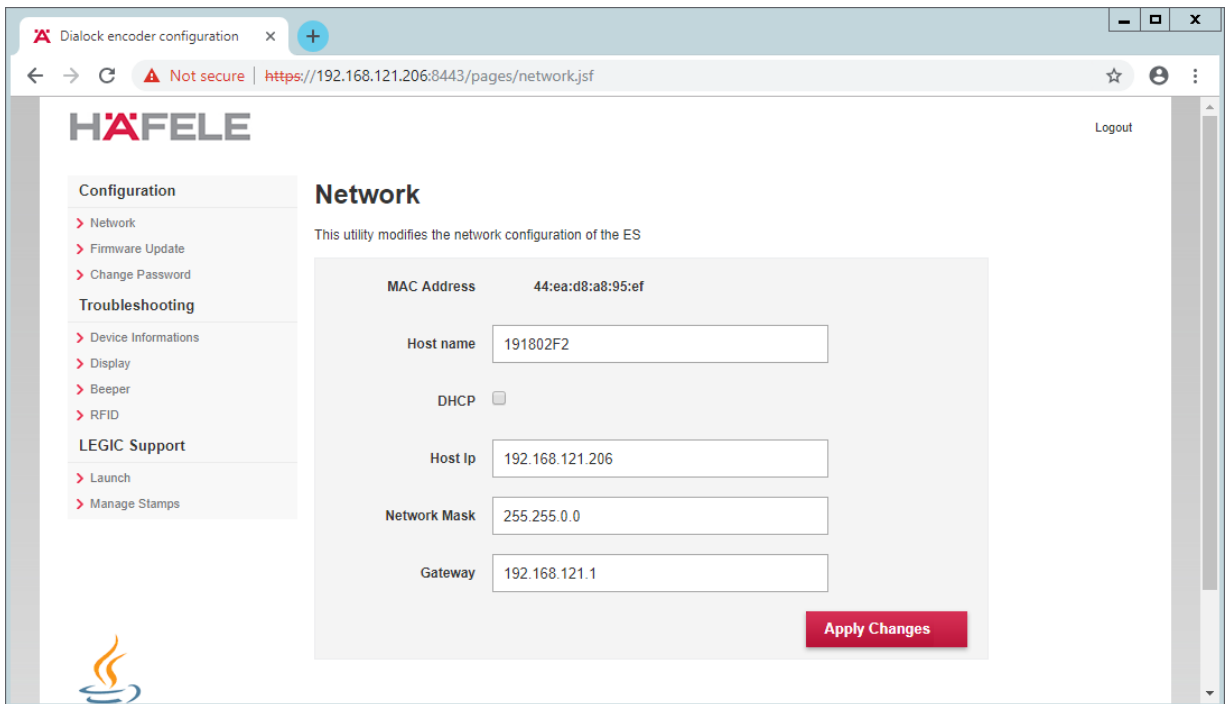 Dialock encoder configuration
Not secure | https://192.168.121.206:8443/pages/network.jsf
HÄFELE
Logout
Configuration
Network
Firmware Update
Change Password
Troubleshooting
Device Informations
Display
Beeper
RFID
LEGIC Support
Launch
Manage Stamps
Network
This utility modifies the network configuration of the ES
MAC Address 44:ea:d8:a8:95:ef
Host name 191802F2
DHCP
Host Ip 192.168.121.206
Network Mask 255.255.0.0
Gateway 192.168.121.1
Apply Changes